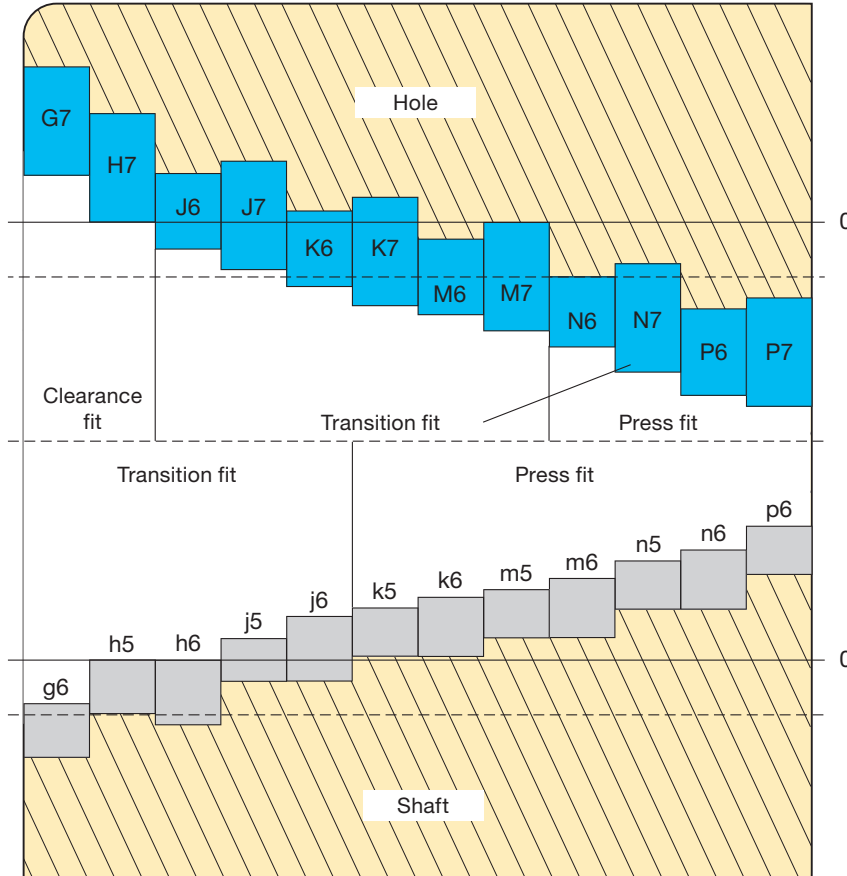 Hole
G7
H7
J6
J7
K6
K7
M6
M7
N6
N7
P6
P7
0
Clearance
fit
Transition fit
Press fit
Transition fit
Press fit
g6
h5
h6
j5
j6
k5
k6
m5
m6
n5
n6
p6
0
Shaft